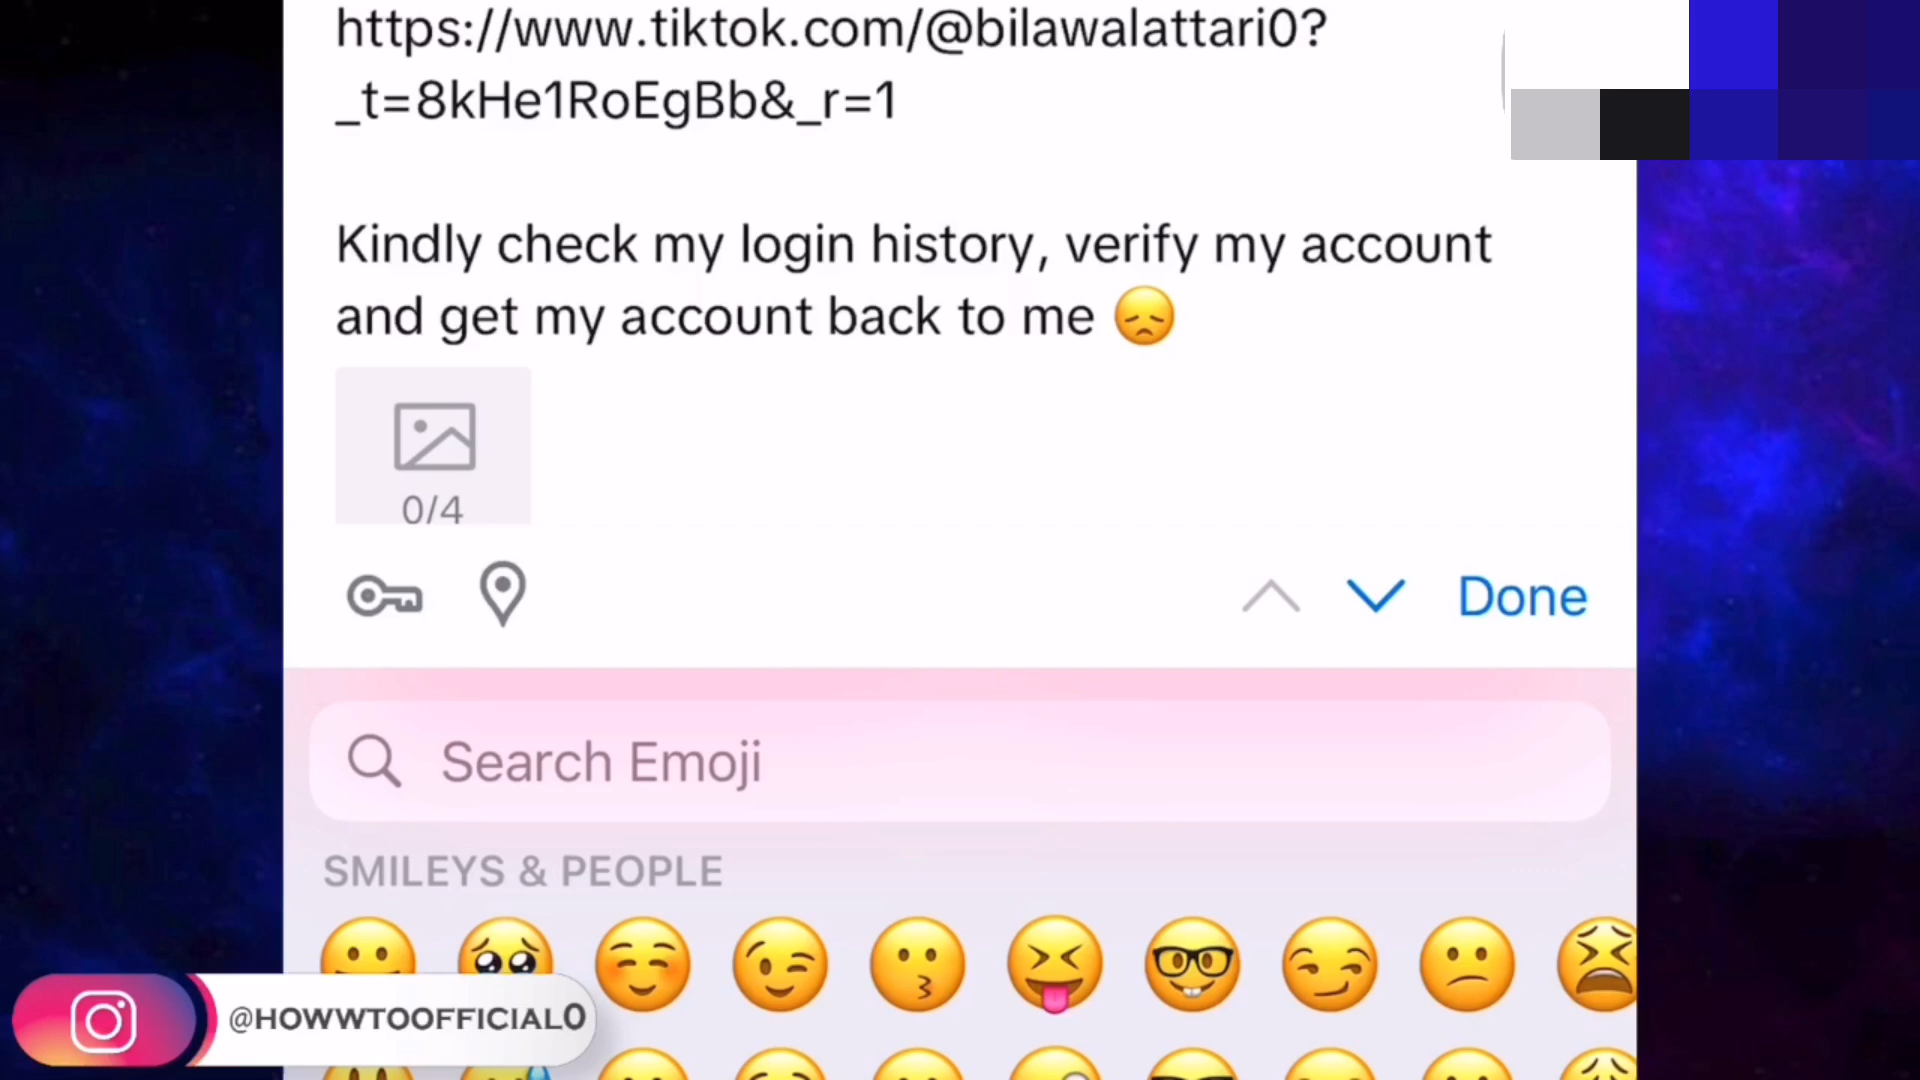 https://www.tiktok.com/@bilawalattari0?
_t=8kHe1RoEgBb&_r=1
Kindly check my login history, verify my account
and get my account back to me 😞
0/4
Done
Search Emoji
SMILEYS & PEOPLE
@HOWWTOOFFICIAL0